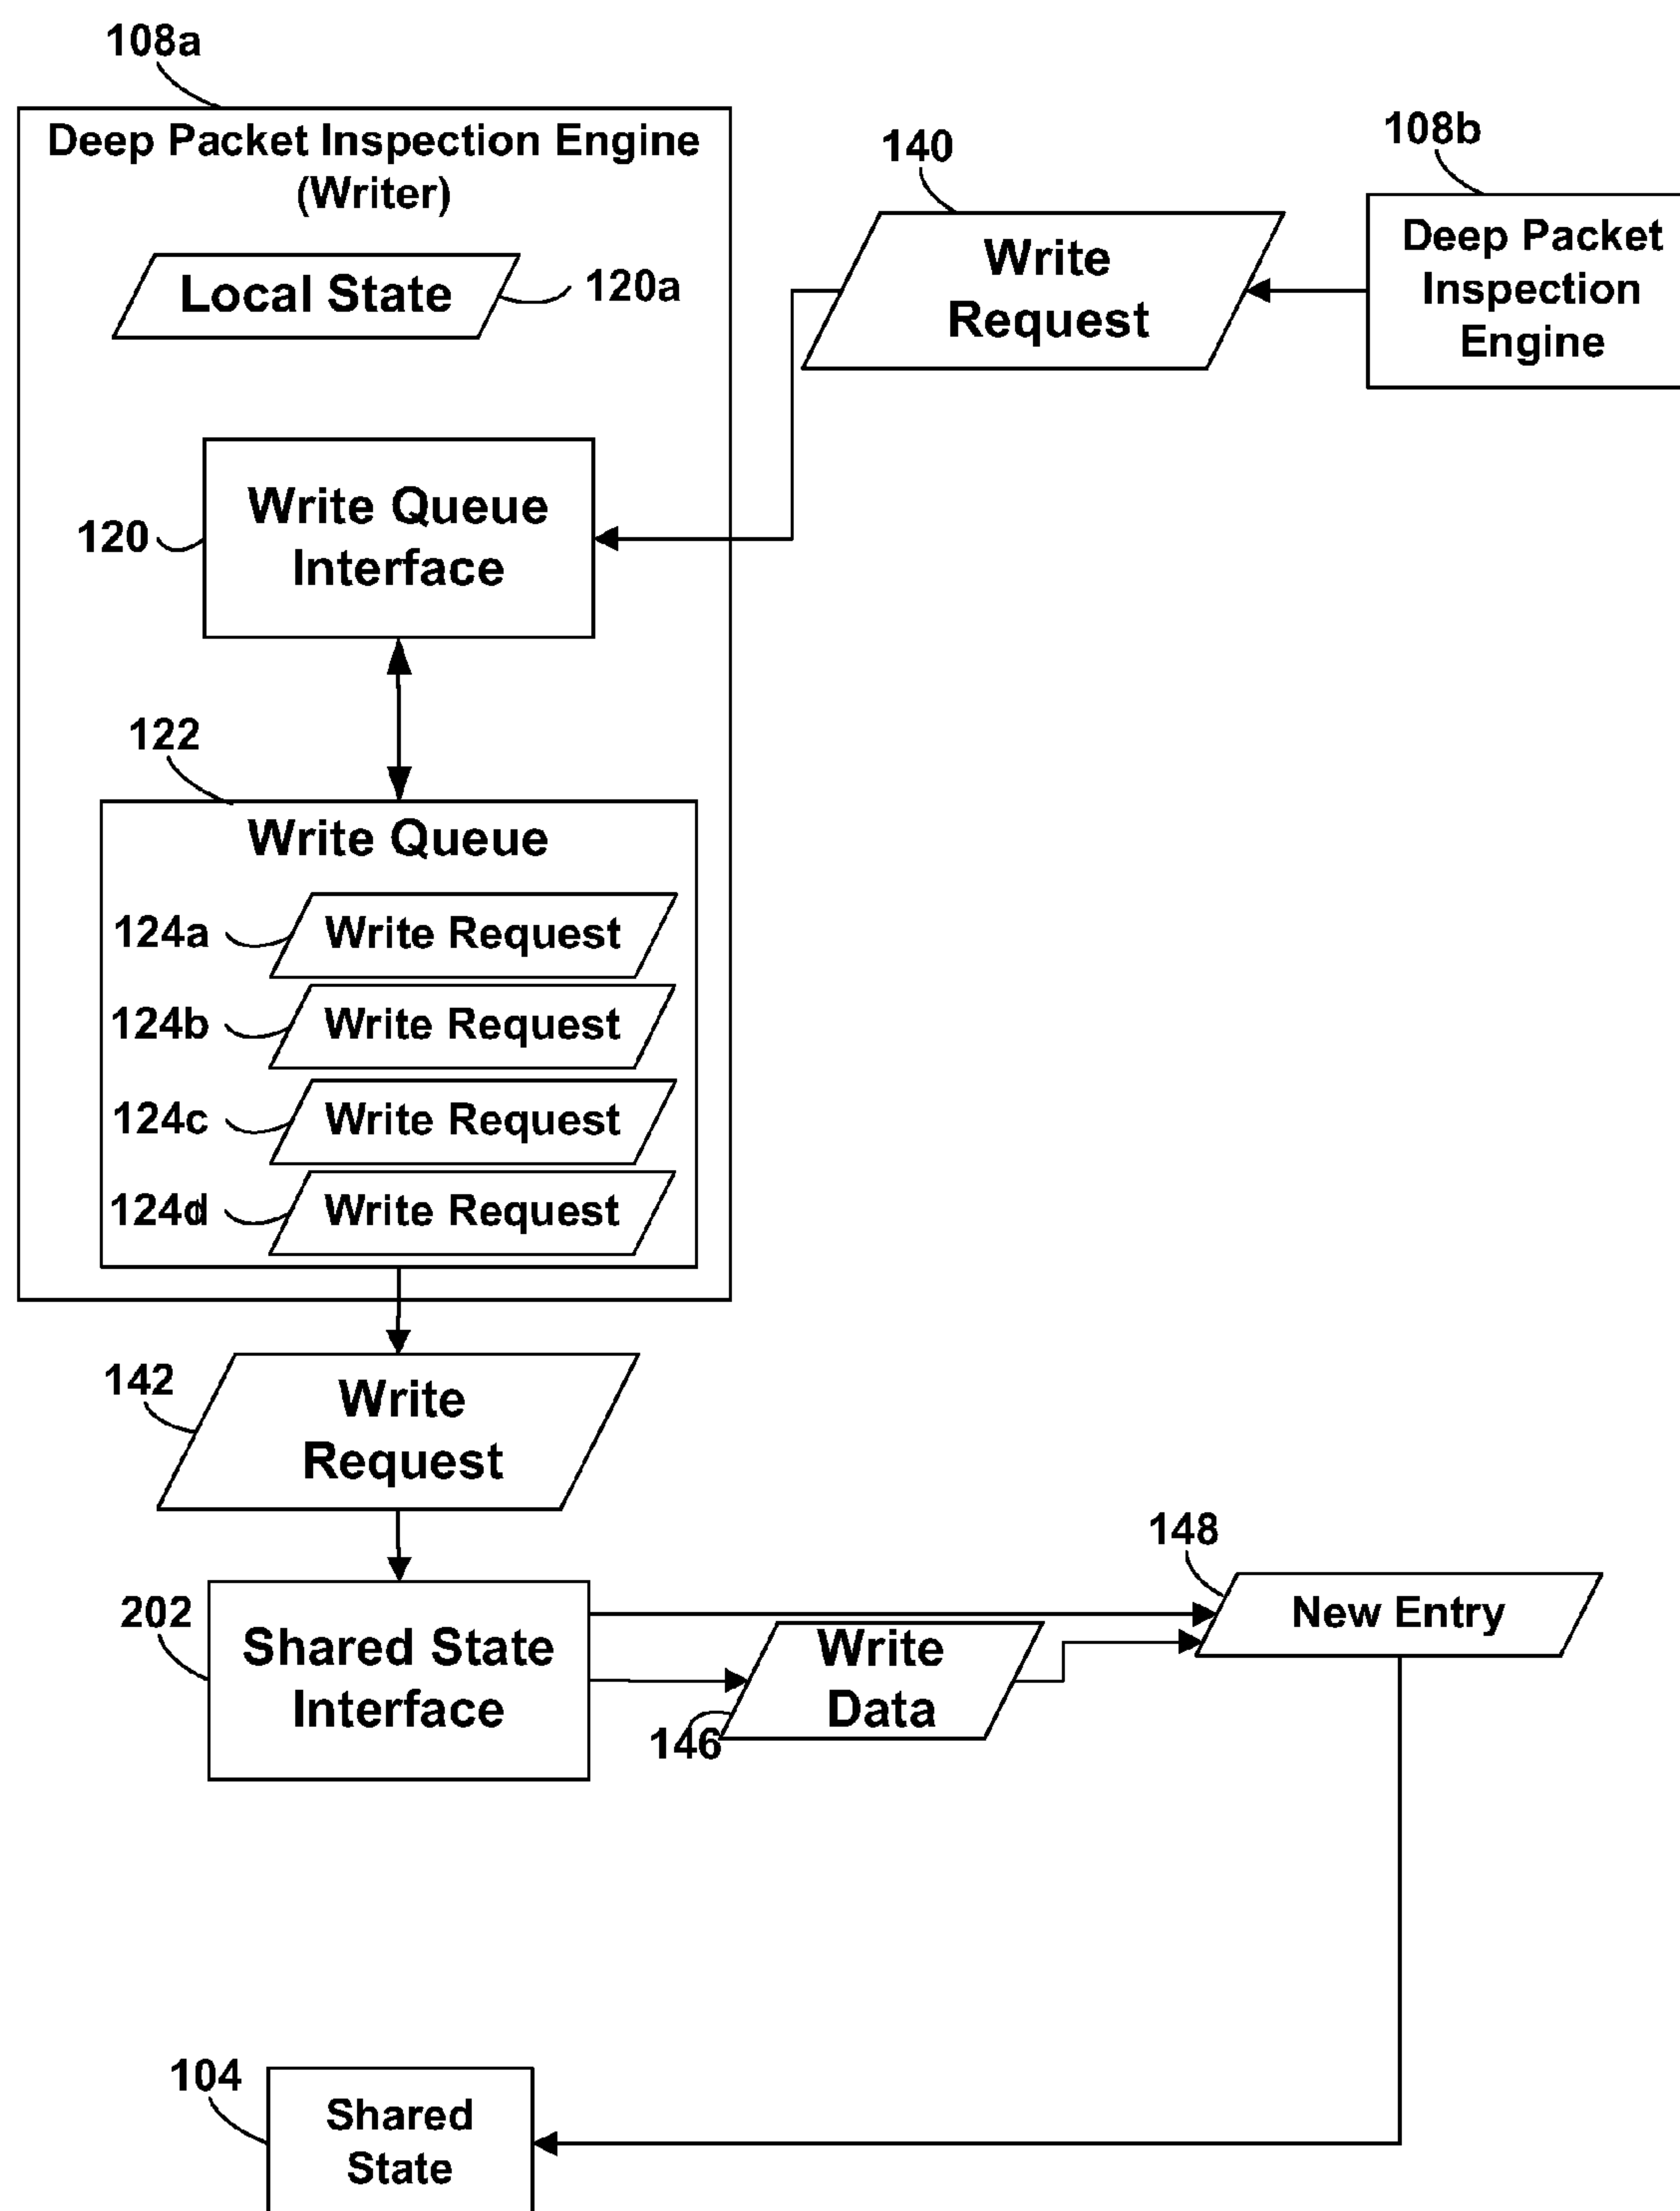 108a
Deep Packet Inspection Engine
(Writer)
140
108b
Write
Request
Deep Packet
Inspection
Engine
Local State
120a
120
Write Queue
Interface
122
Write Queue
124a
Write Request
124b
Write Request
124c
Write Request
124d
Write Request
142
Write
Request
148
New Entry
202
Shared State
Interface
Write
Data
146
104
Shared
State